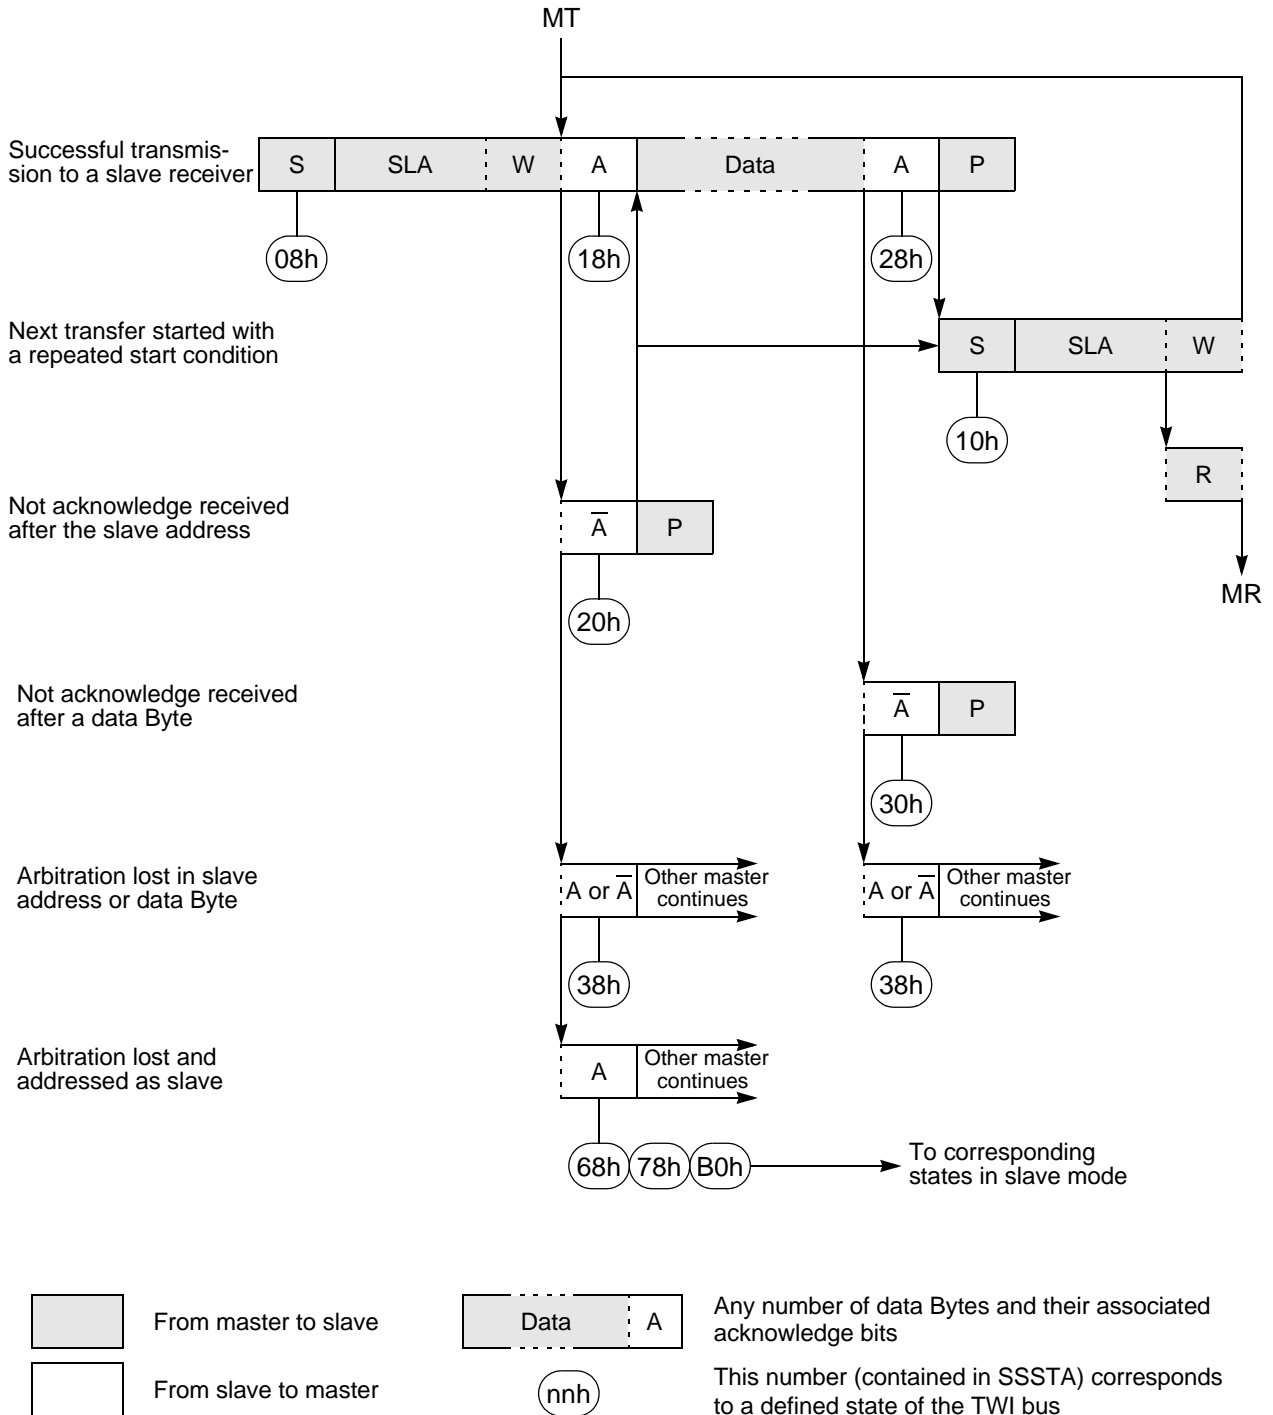 MT
Successful transmis-
sion to a slave receiver
S SLA W A Data A P
08h 18h 28h
Next transfer started with
a repeated start condition
S SLA W
10h
R
Not acknowledge received
after the slave address
A̅ P
MR
20h
Not acknowledge received
after a data Byte
A̅ P
30h
Arbitration lost in slave
address or data Byte
A or A̅ Other master
continues
A or A̅ Other master
continues
38h 38h
Arbitration lost and
addressed as slave
A Other master
continues
68h 78h B0h
To corresponding
states in slave mode
From master to slave
Data A
Any number of data Bytes and their associated
acknowledge bits
From slave to master
nnh
This number (contained in SSSTA) corresponds
to a defined state of the TWI bus